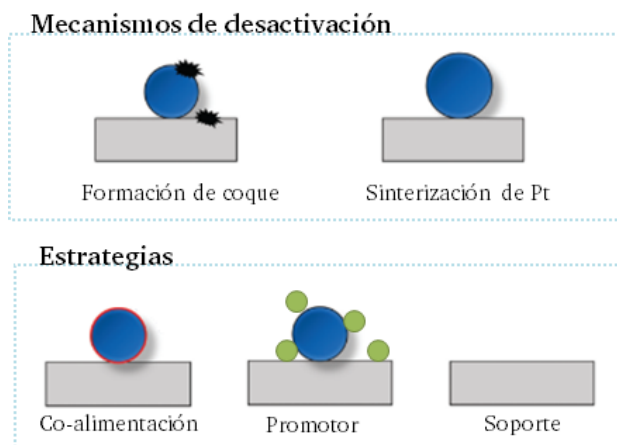 Mecanismos de desactivación
Formación de coque
Sinterización de Pt
Estrategias
Co-alimentación
Promotor
Soporte